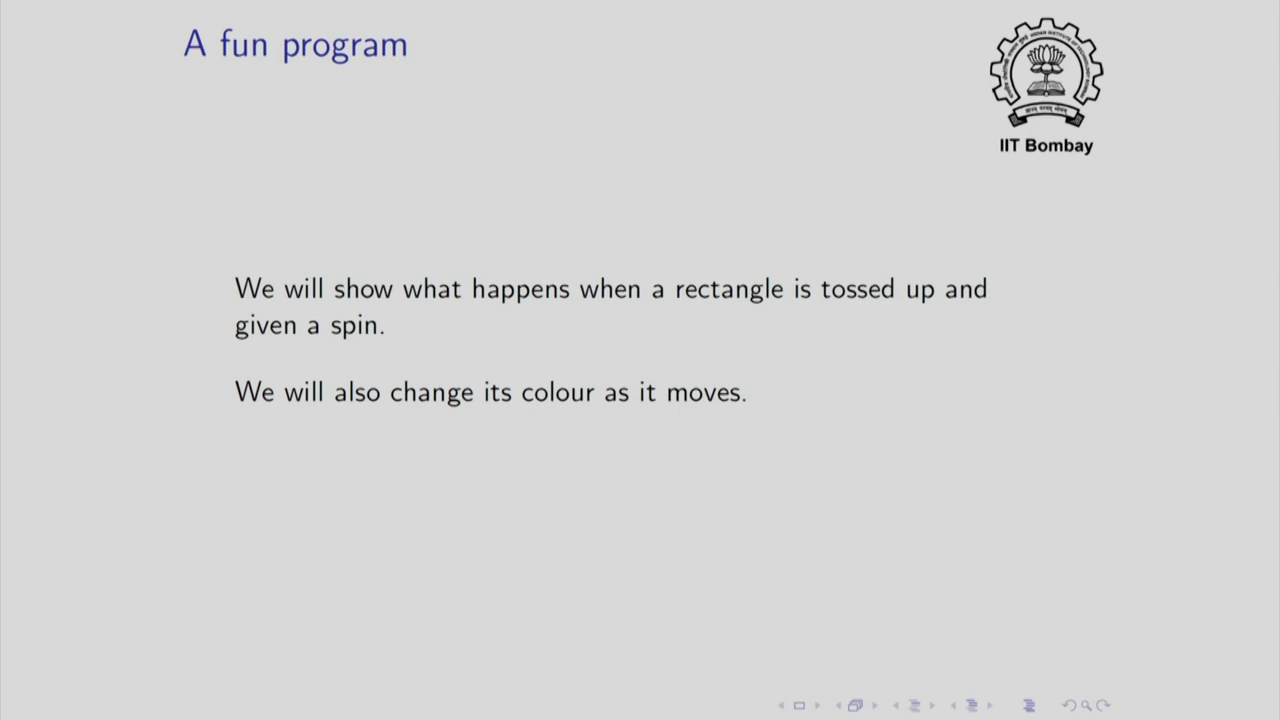 A fun program
IIT Bombay
We will show what happens when a rectangle is tossed up and
given a spin.
We will also change its colour as it moves.